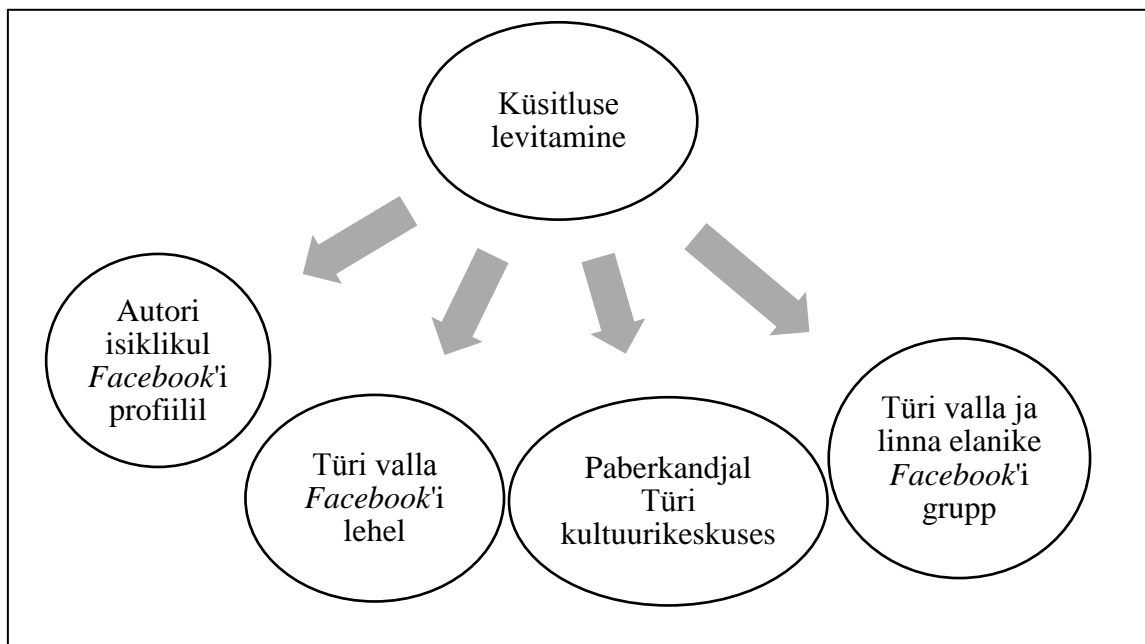 Küsitluse
levitamine
Autori
isiklikul
Facebook'i
profiilil
Türi valla
Facebook'i
lehel
Paberkandjal
Türi
kultuurikeskuses
Türi valla ja
linna elanike
Facebook'i
grupp